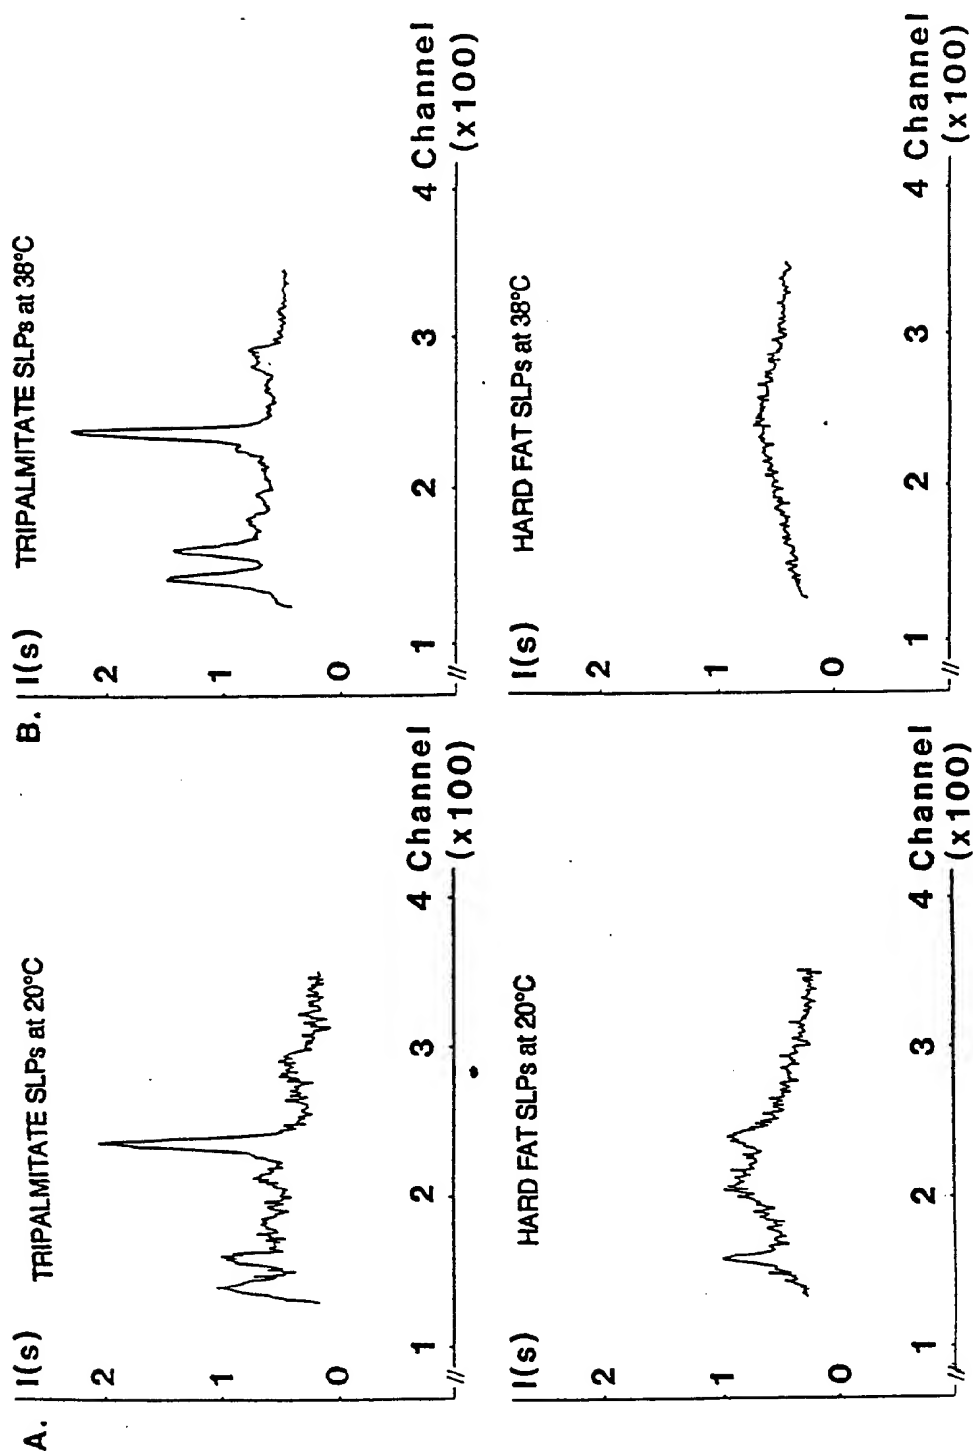 A.
I(s)
TRIPALMITATE SLPs at 20°C
2
1
0
1
2
3
4 Channel
(x100)
I(s)
HARD FAT SLPs at 20°C
2
1
0
1
2
3
4 Channel
(x100)
B.
I(s)
TRIPALMITATE SLPs at 38°C
2
1
0
1
2
3
4 Channel
(x100)
I(s)
HARD FAT SLPs at 38°C
2
1
0
1
2
3
4 Channel
(x100)